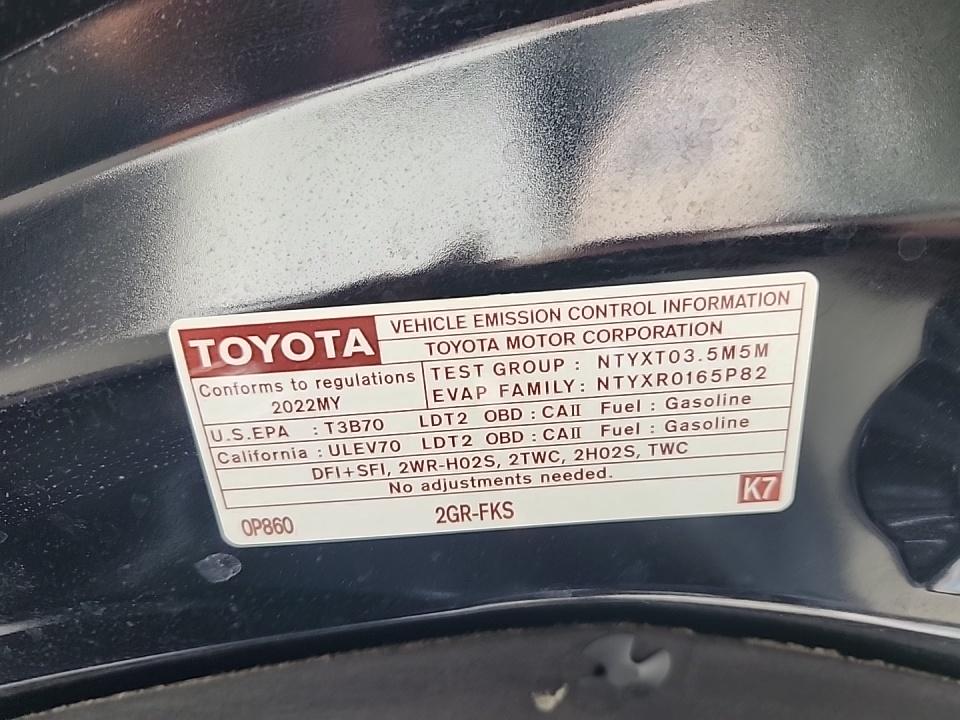 TOYOTA
VEHICLE EMISSION CONTROL INFORMATION
TOYOTA MOTOR CORPORATION
Conforms to regulations
2022MY
TEST GROUP : NTYXT03.5M5M
EVAP FAMILY: NTYXR0165P82
U.S.EPA : T3B70 LDT2 OBD : CAII Fuel : Gasoline
California : ULEV70 LDT2 OBD : CAII Fuel : Gasoline
DFI+SFI, 2WR-HO2S, 2TWC, 2HO2S, TWC
No adjustments needed.
0P860
2GR-FKS
K7